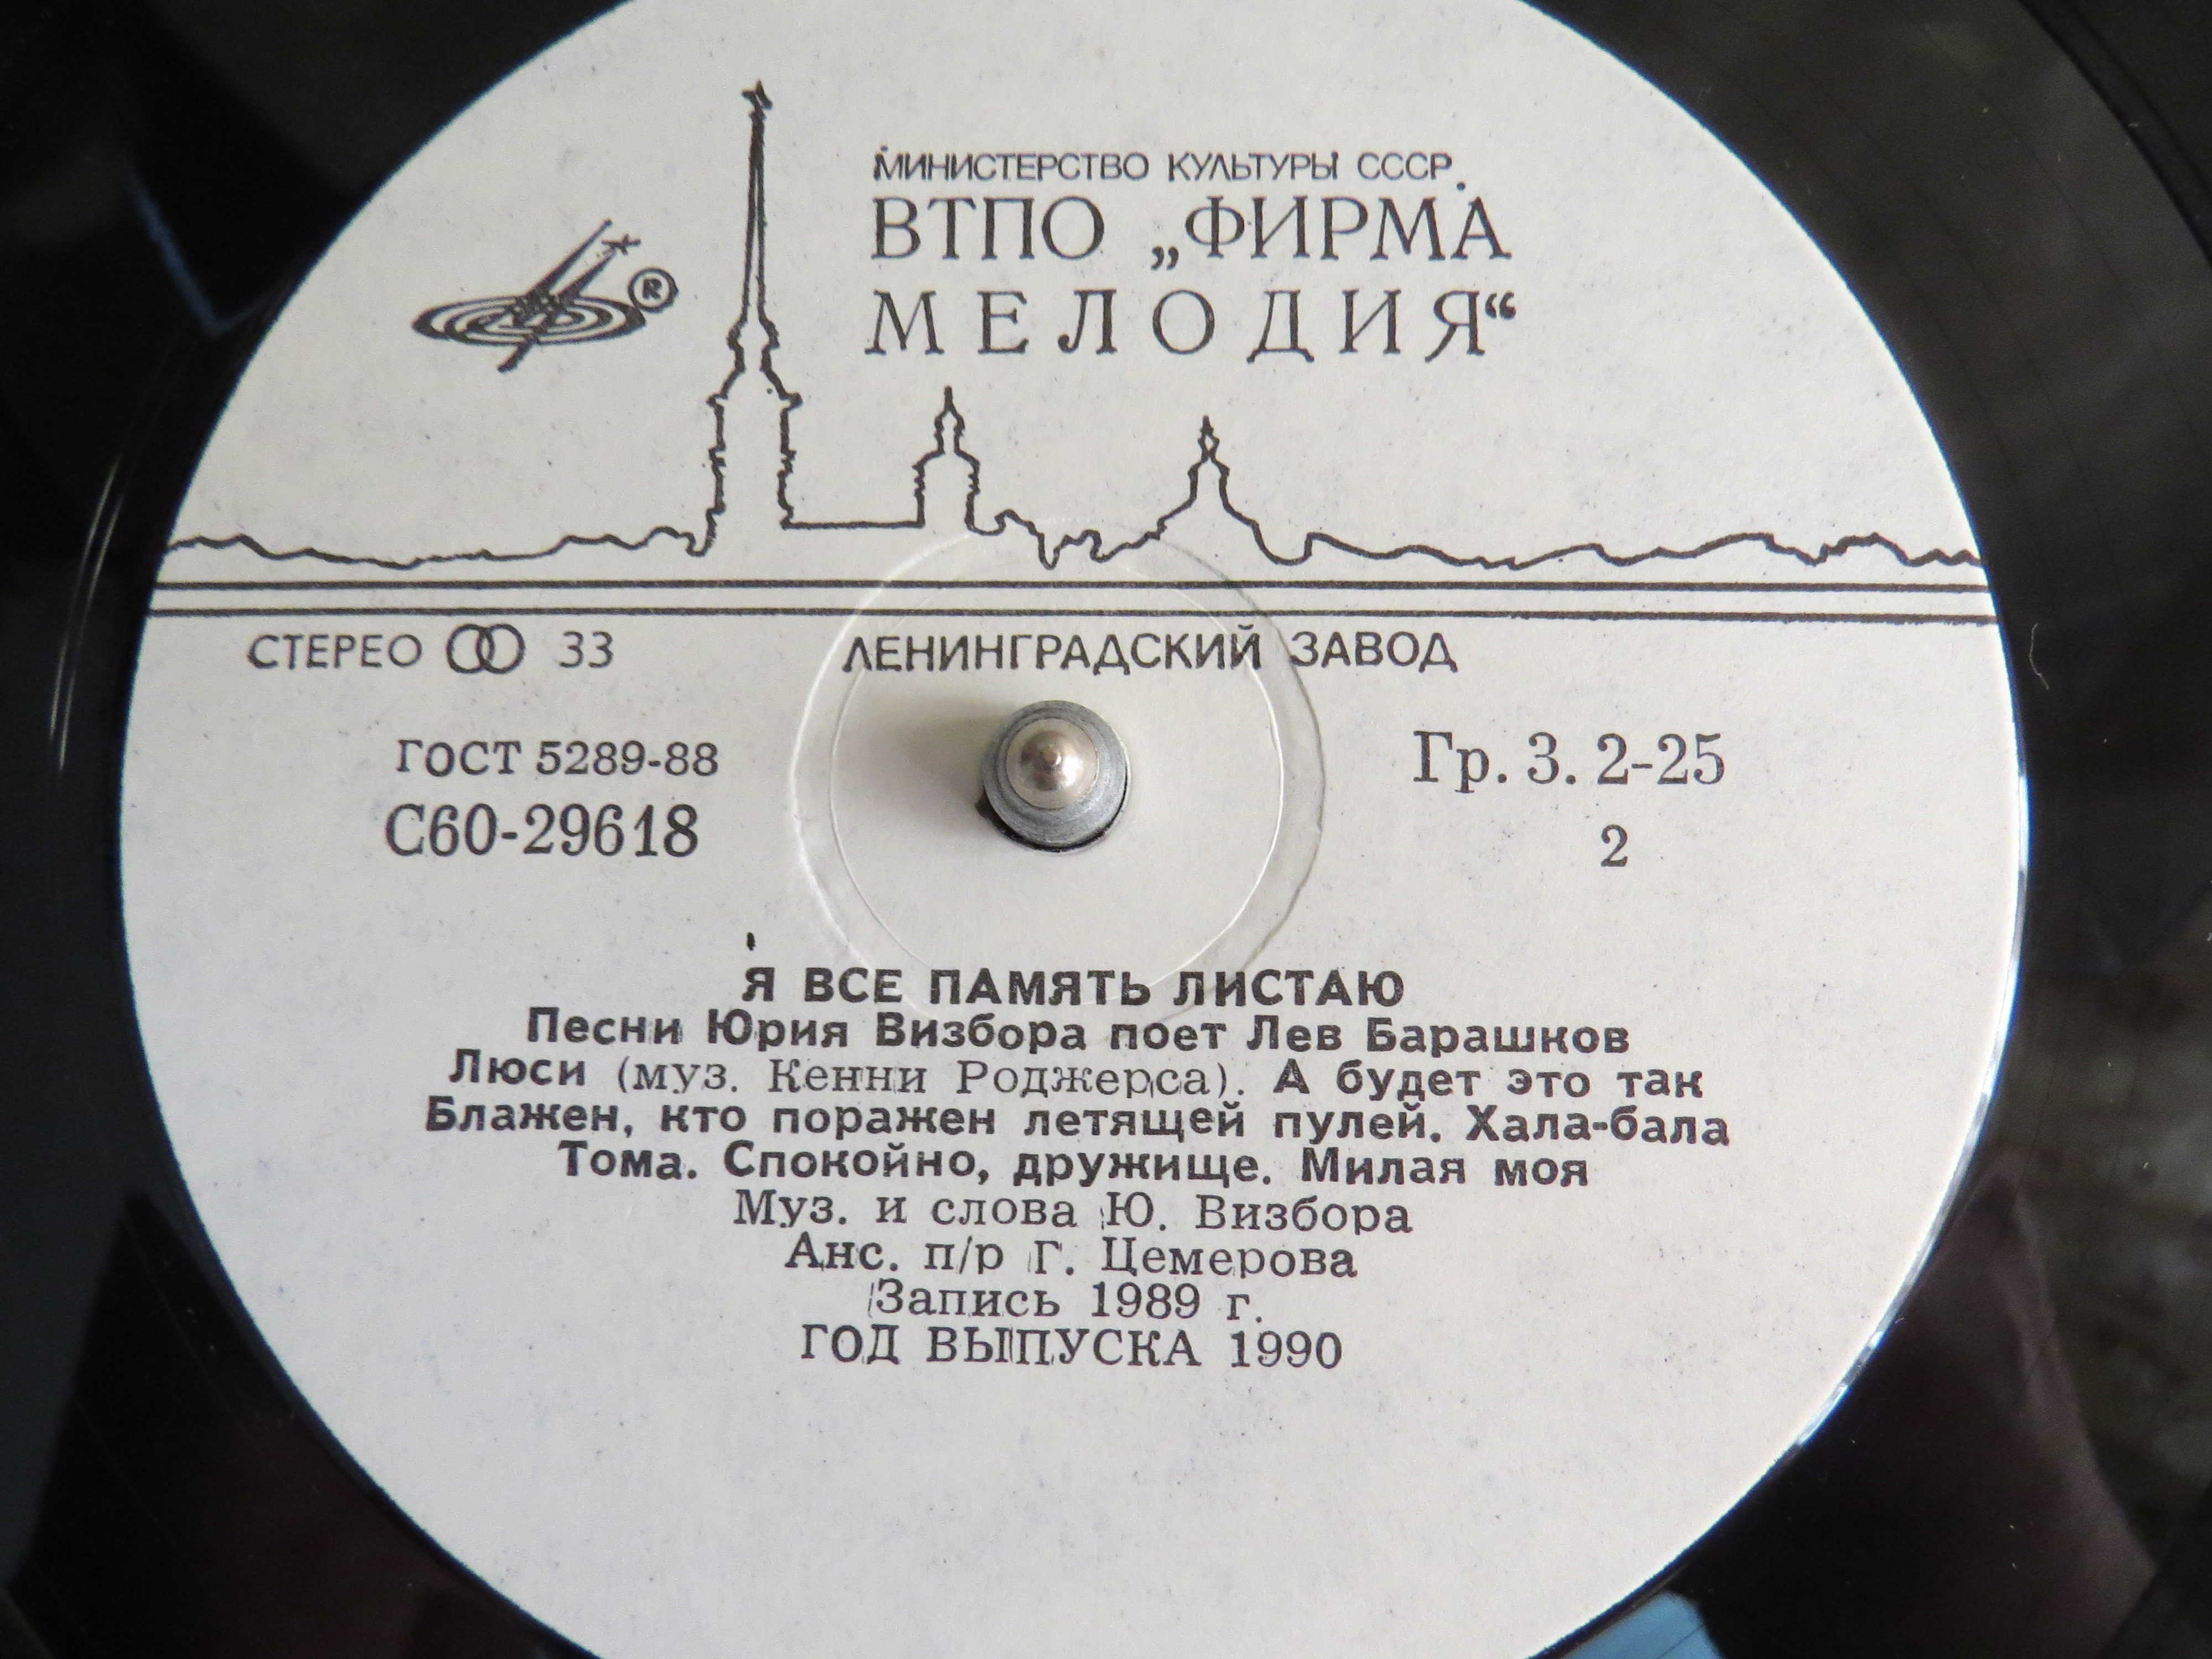 МИНИСТЕРСТВО КУЛЬТУРЫ СССР
ВТПО „ФИРМА
МЕЛОДИЯ“
®
СТЕРЕО 33
ЛЕНИНГРАДСКИЙ ЗАВОД
ГОСТ 5289-88
Гр. 3. 2-25
С60-29618
2
Я ВСЕ ПАМЯТЬ ЛИСТАЮ
Песни Юрия Визбора поет Лев Барашков
Люси (муз. Кенни Роджерса). А будет это так
Блажен, кто поражен летящей пулей. Хала-бала
Тома. Спокойно, дружище. Милая моя
Муз. и слова Ю. Визбора
Анс. п/р Г. Цемерова
Запись 1989 г.
ГОД ВЫПУСКА 1990